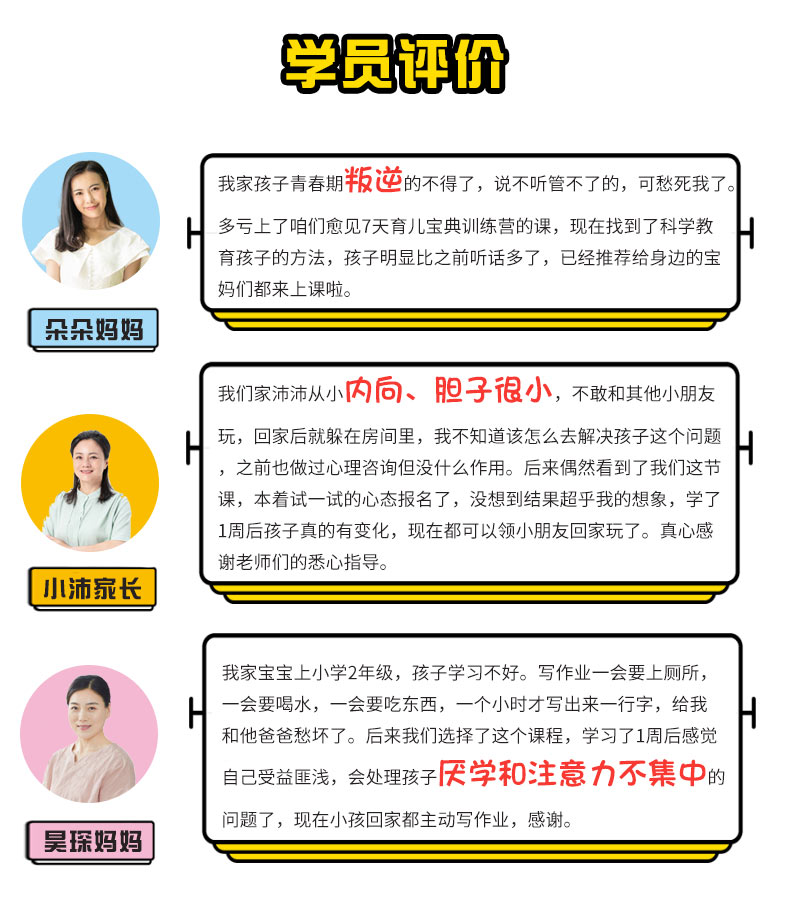 学员评价
我家孩子青春期叛逆的不得了，说不听管不了的，可愁死我了。
多亏上了咱们愈见7天育儿宝典训练营的课，现在找到了科学教
育孩子的方法，孩子明显比之前听话多了，已经推荐给身边的宝
妈们都来上课啦。
朵朵妈妈
我们家沛沛从小内向、胆子很小，不敢和其他小朋友
玩，回家后就躲在房间里，我不知道该怎么去解决孩子这个问题
，之前也做过心理咨询但没什么作用。后来偶然看到了我们这节
课，本着试一试的心态报名了，没想到结果超乎我的想象，学了
1周后孩子真的有变化，现在都可以领小朋友回家玩了。真心感
谢老师们的悉心指导。
小沛家长
我家宝宝上小学2年级，孩子学习不好。写作业一会要上厕所，
一会要喝水，一会要吃东西，一个小时才写出来一行字，给我
和他爸爸愁坏了。后来我们选择了这个课程，学习了1周后感觉
自己受益匪浅，会处理孩子厌学和注意力不集中的
问题了，现在小孩回家都主动写作业，感谢。
昊琛妈妈